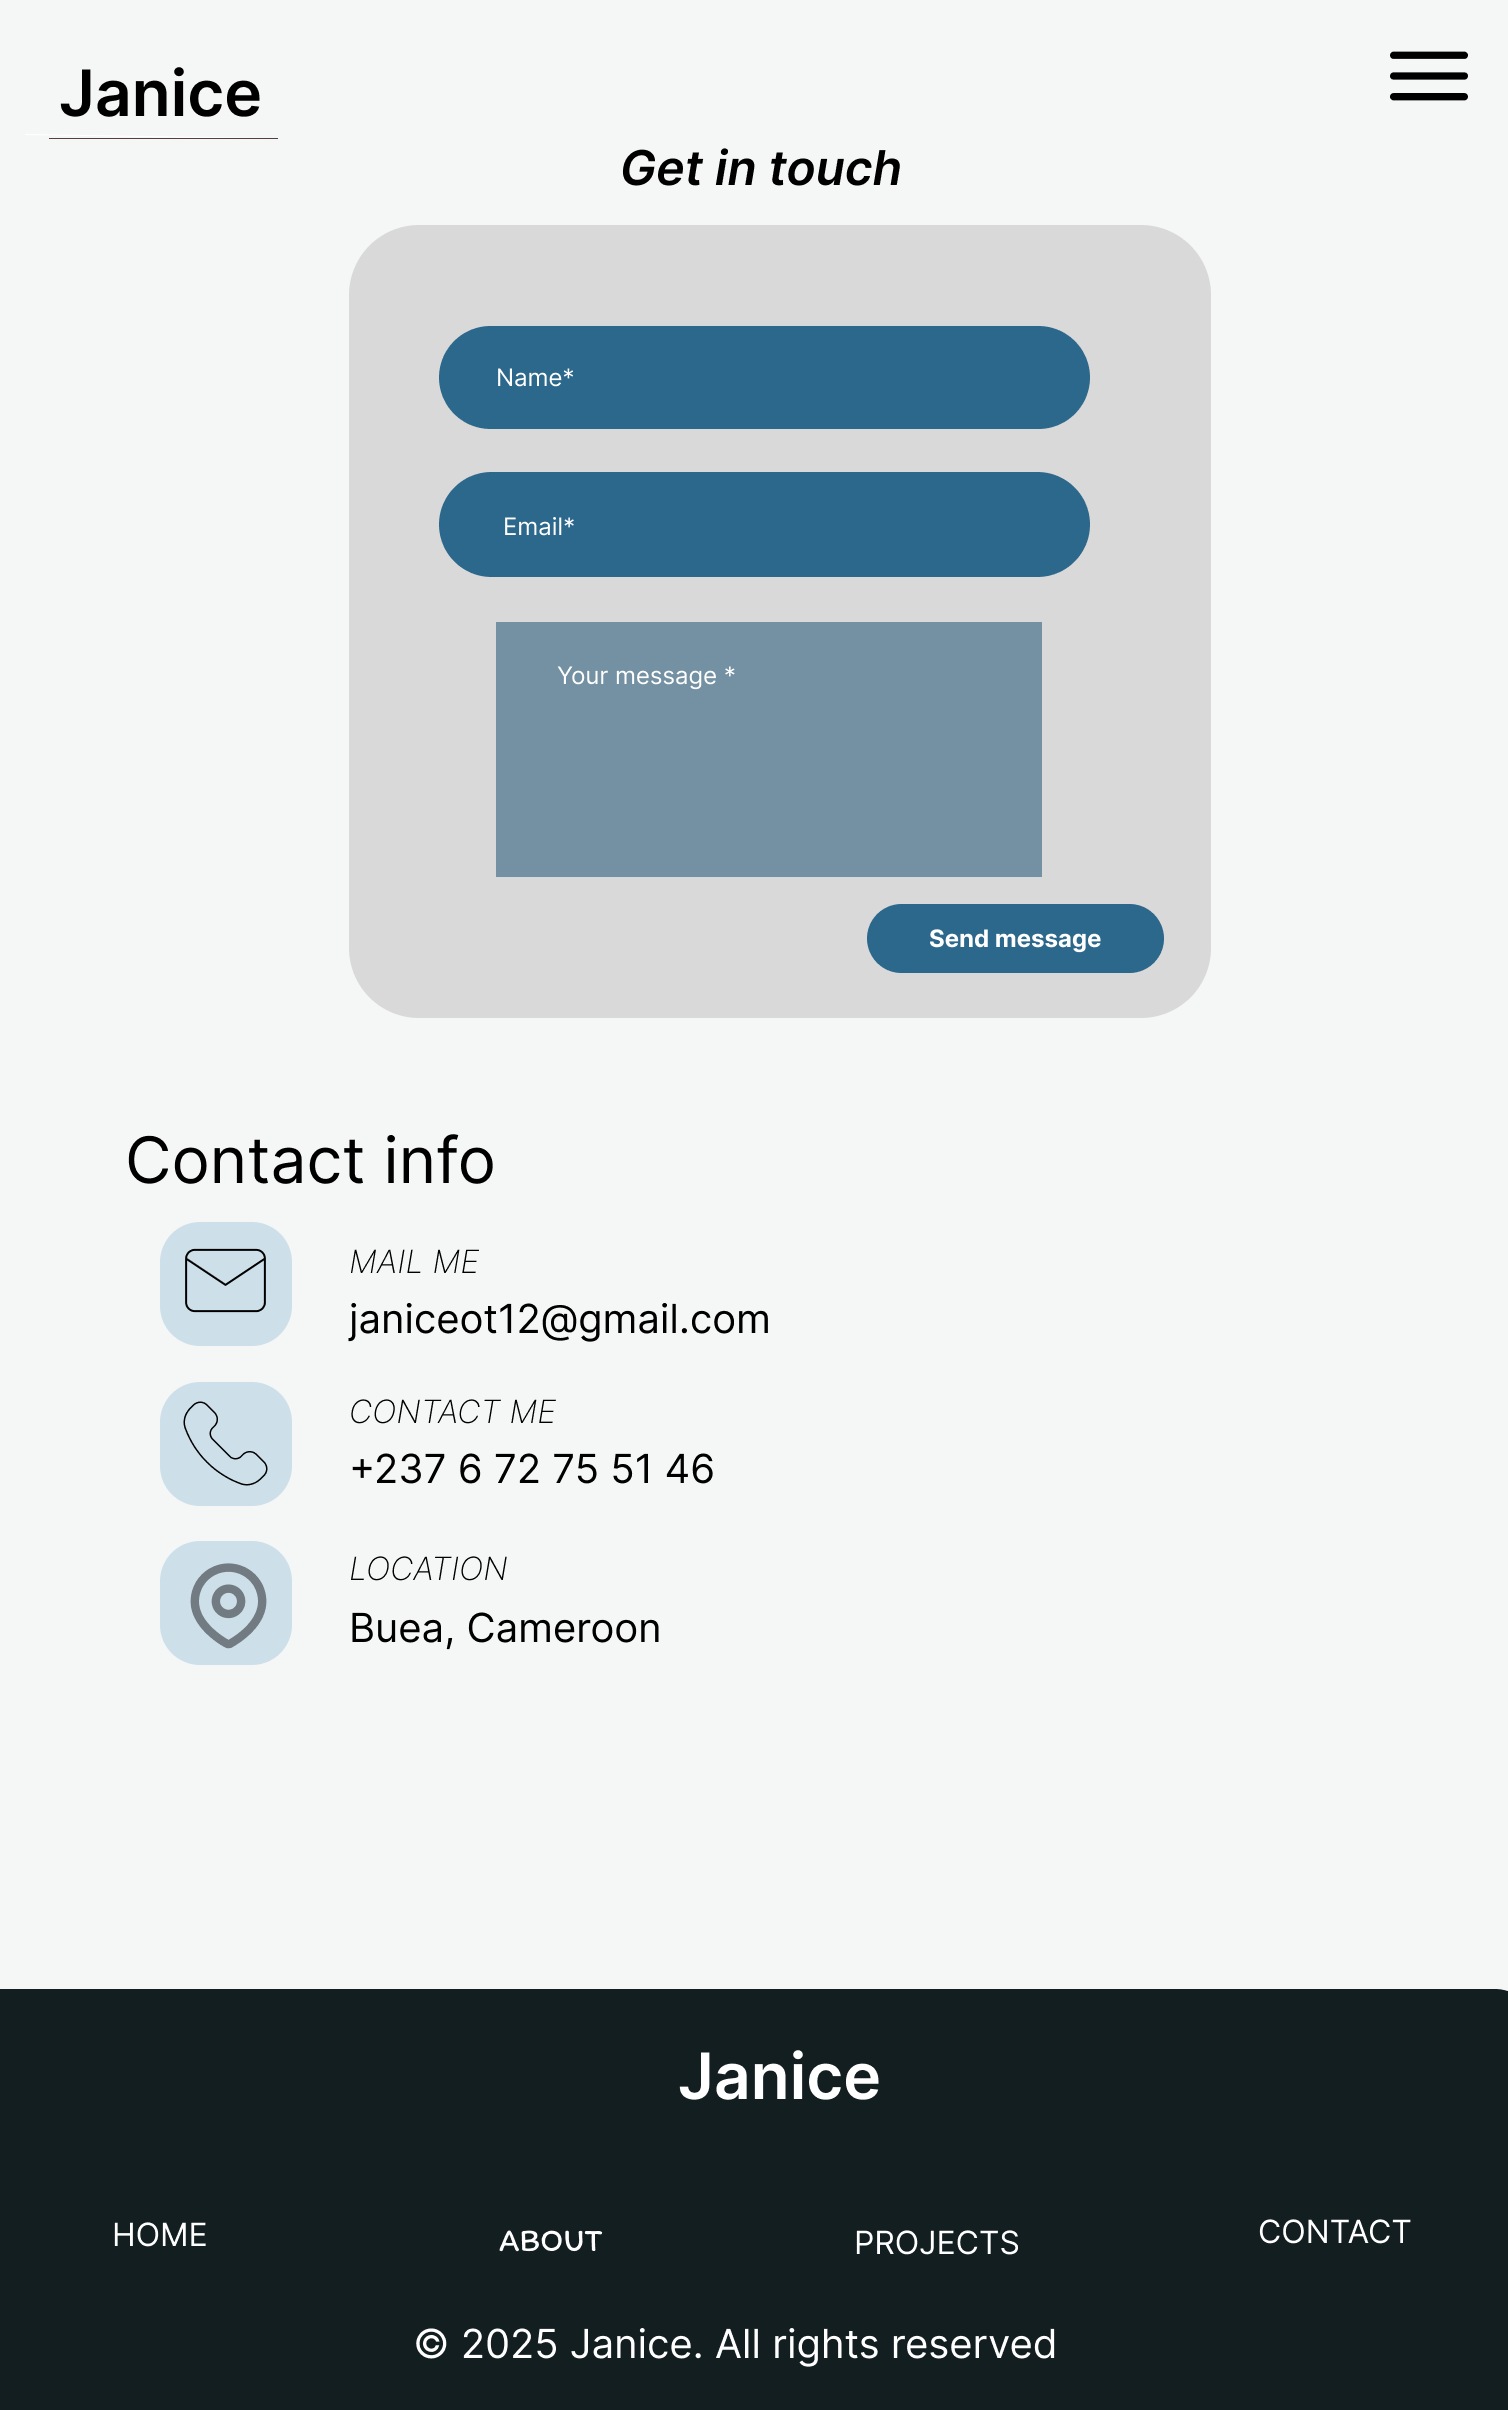 Janice
Get in touch
Name*
Email*
Your message *
Send message
Contact info
MAIL ME
janiceot12@gmail.com
CONTACT ME
+237 6 72 75 51 46
LOCATION
Buea, Cameroon
Janice
HOME
ABOUT
PROJECTS
CONTACT
© 2025 Janice. All rights reserved